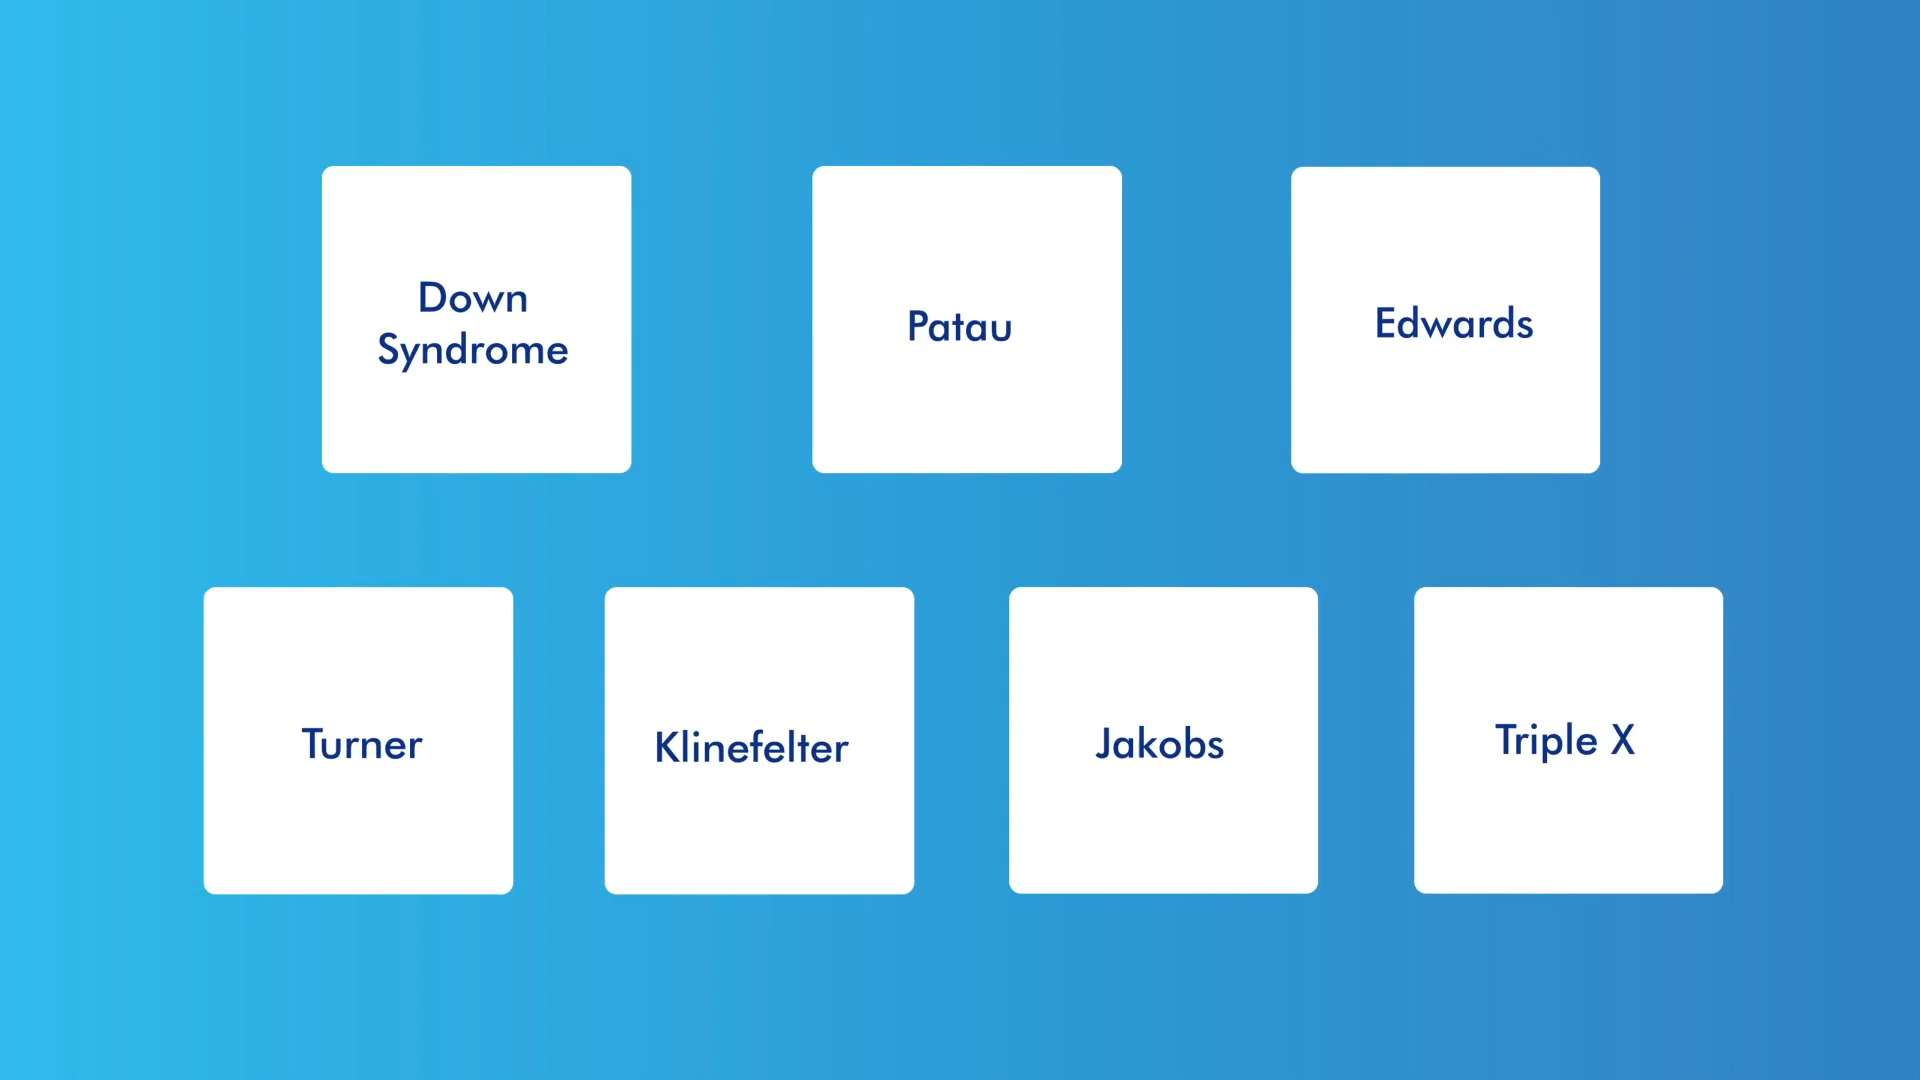 Down
Syndrome
Patau
Edwards
Turner
Klinefelter
Jakobs
Triple X